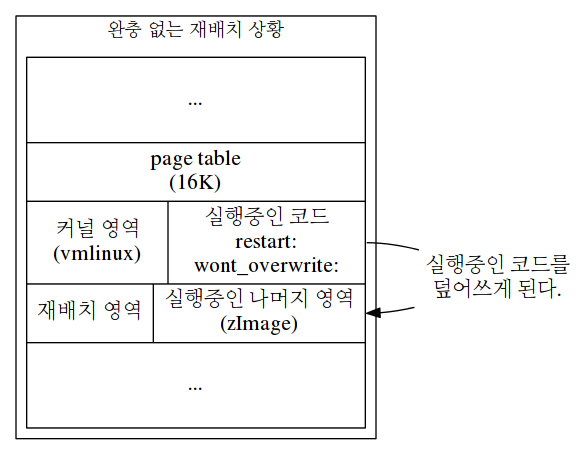 완충 없는 재배치 상황
...
page table
(16K)
커널 영역
(vmlinux)
실행중인 코드
restart:
wont_overwrite:
재배치 영역
실행중인 나머지 영역
(zImage)
...
실행중인 코드를
덮어쓰게 된다.